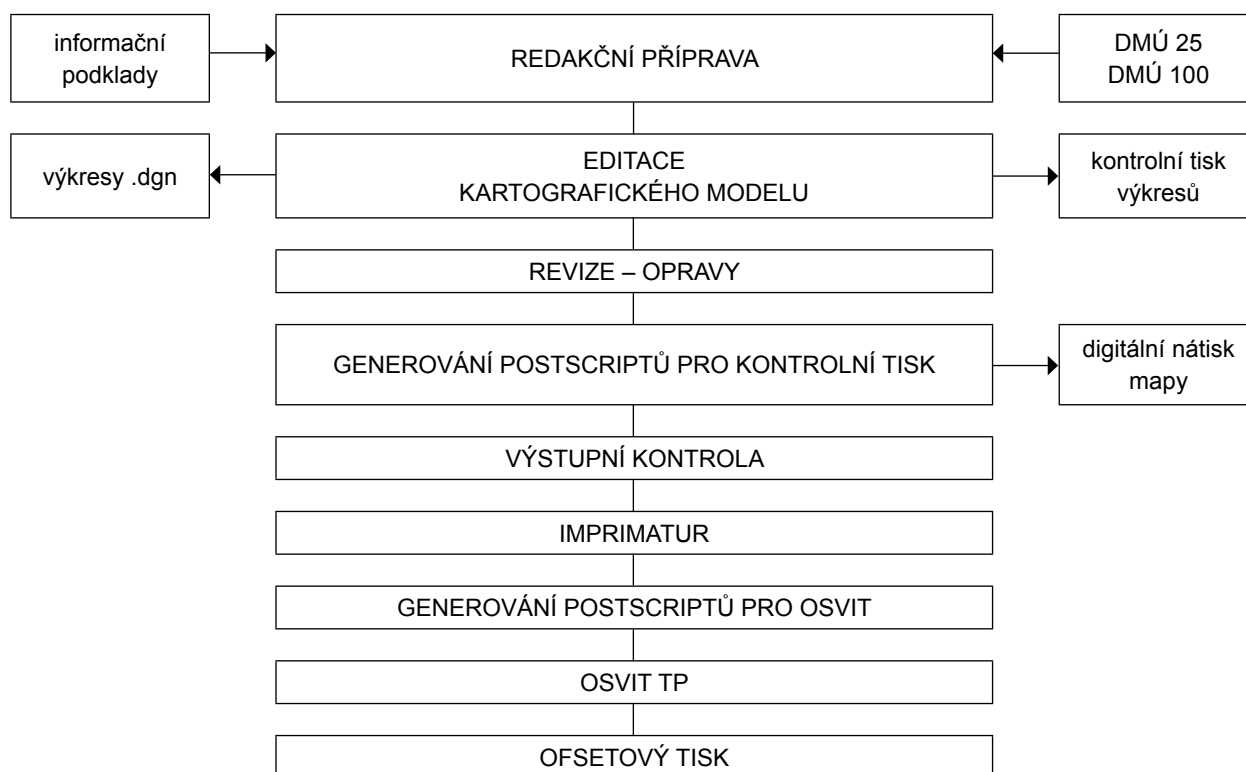 informační
podklady
REDAKČNÍ PŘÍPRAVA
DMÚ 25
DMÚ 100
výkresy .dgn
EDITACE
KARTOGRAFICKÉHO MODELU
kontrolní tisk
výkresů
REVIZE – OPRAVY
GENEROVÁNÍ POSTSCRIPTŮ PRO KONTROLNÍ TISK
digitální nátisk
mapy
VÝSTUPNÍ KONTROLA
IMPRIMATUR
GENEROVÁNÍ POSTSCRIPTŮ PRO OSVIT
OSVIT TP
OFSETOVÝ TISK